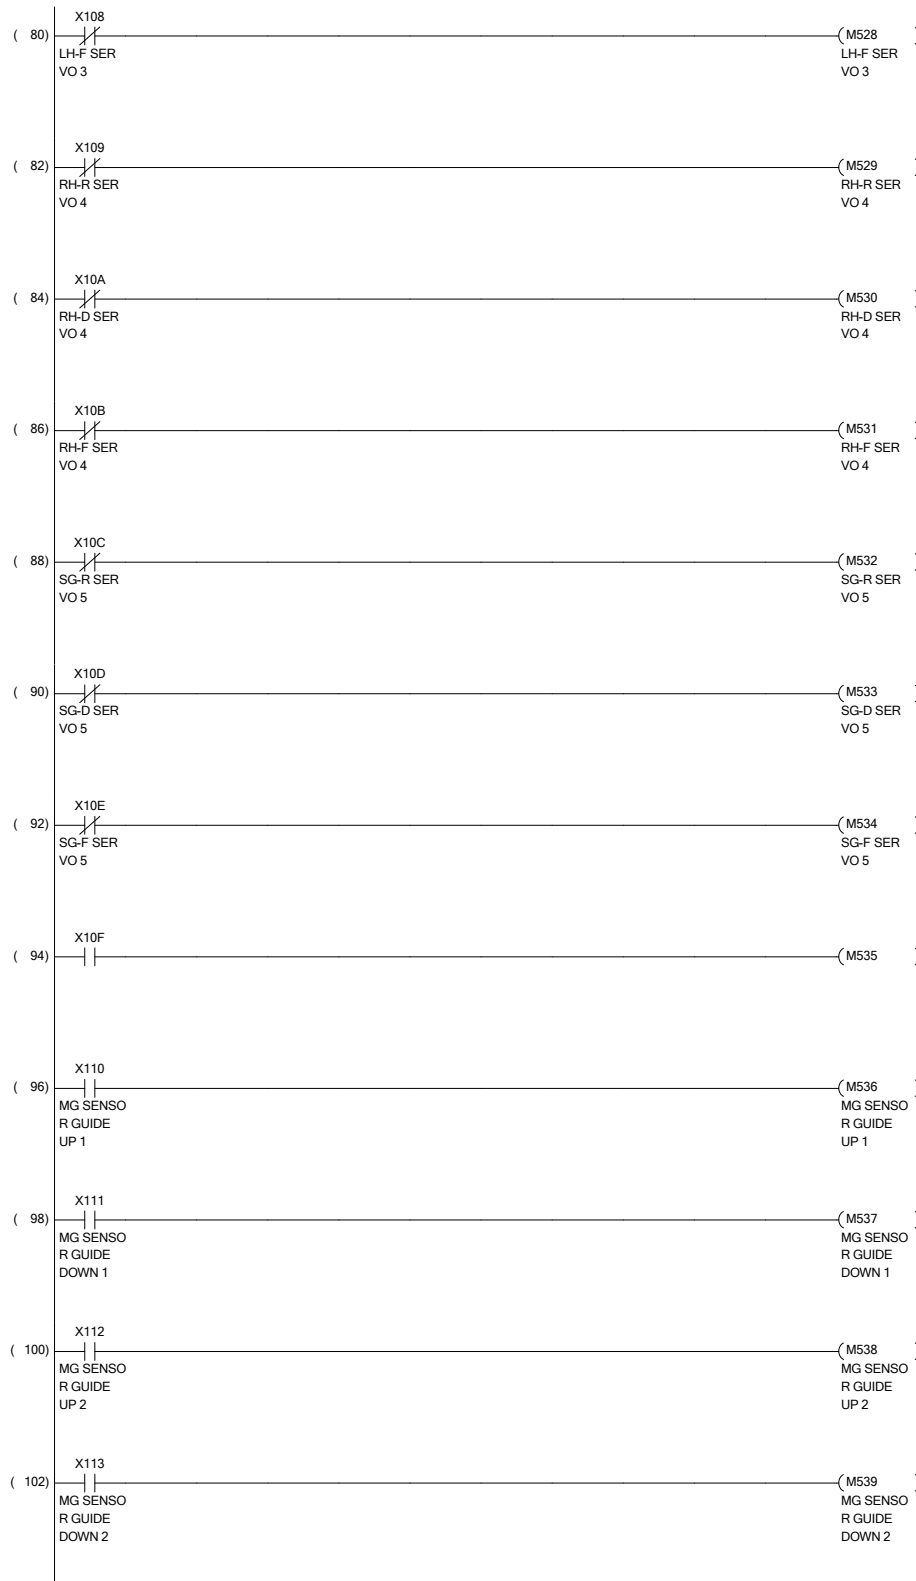 X108
( 80) (M528
LH-F SER LH-F SER
VO 3 VO 3
X109
( 82) (M529
RH-R SER RH-R SER
VO 4 VO 4
X10A
( 84) (M530
RH-D SER RH-D SER
VO 4 VO 4
X10B
( 86) (M531
RH-F SER RH-F SER
VO 4 VO 4
X10C
( 88) (M532
SG-R SER SG-R SER
VO 5 VO 5
X10D
( 90) (M533
SG-D SER SG-D SER
VO 5 VO 5
X10E
( 92) (M534
SG-F SER SG-F SER
VO 5 VO 5
X10F
( 94) (M535
X110
( 96) (M536
MG SENSO MG SENSO
R GUIDE R GUIDE
UP 1 UP 1
X111
( 98) (M537
MG SENSO MG SENSO
R GUIDE R GUIDE
DOWN 1 DOWN 1
X112
( 100) (M538
MG SENSO MG SENSO
R GUIDE R GUIDE
UP 2 UP 2
X113
( 102) (M539
MG SENSO MG SENSO
R GUIDE R GUIDE
DOWN 2 DOWN 2